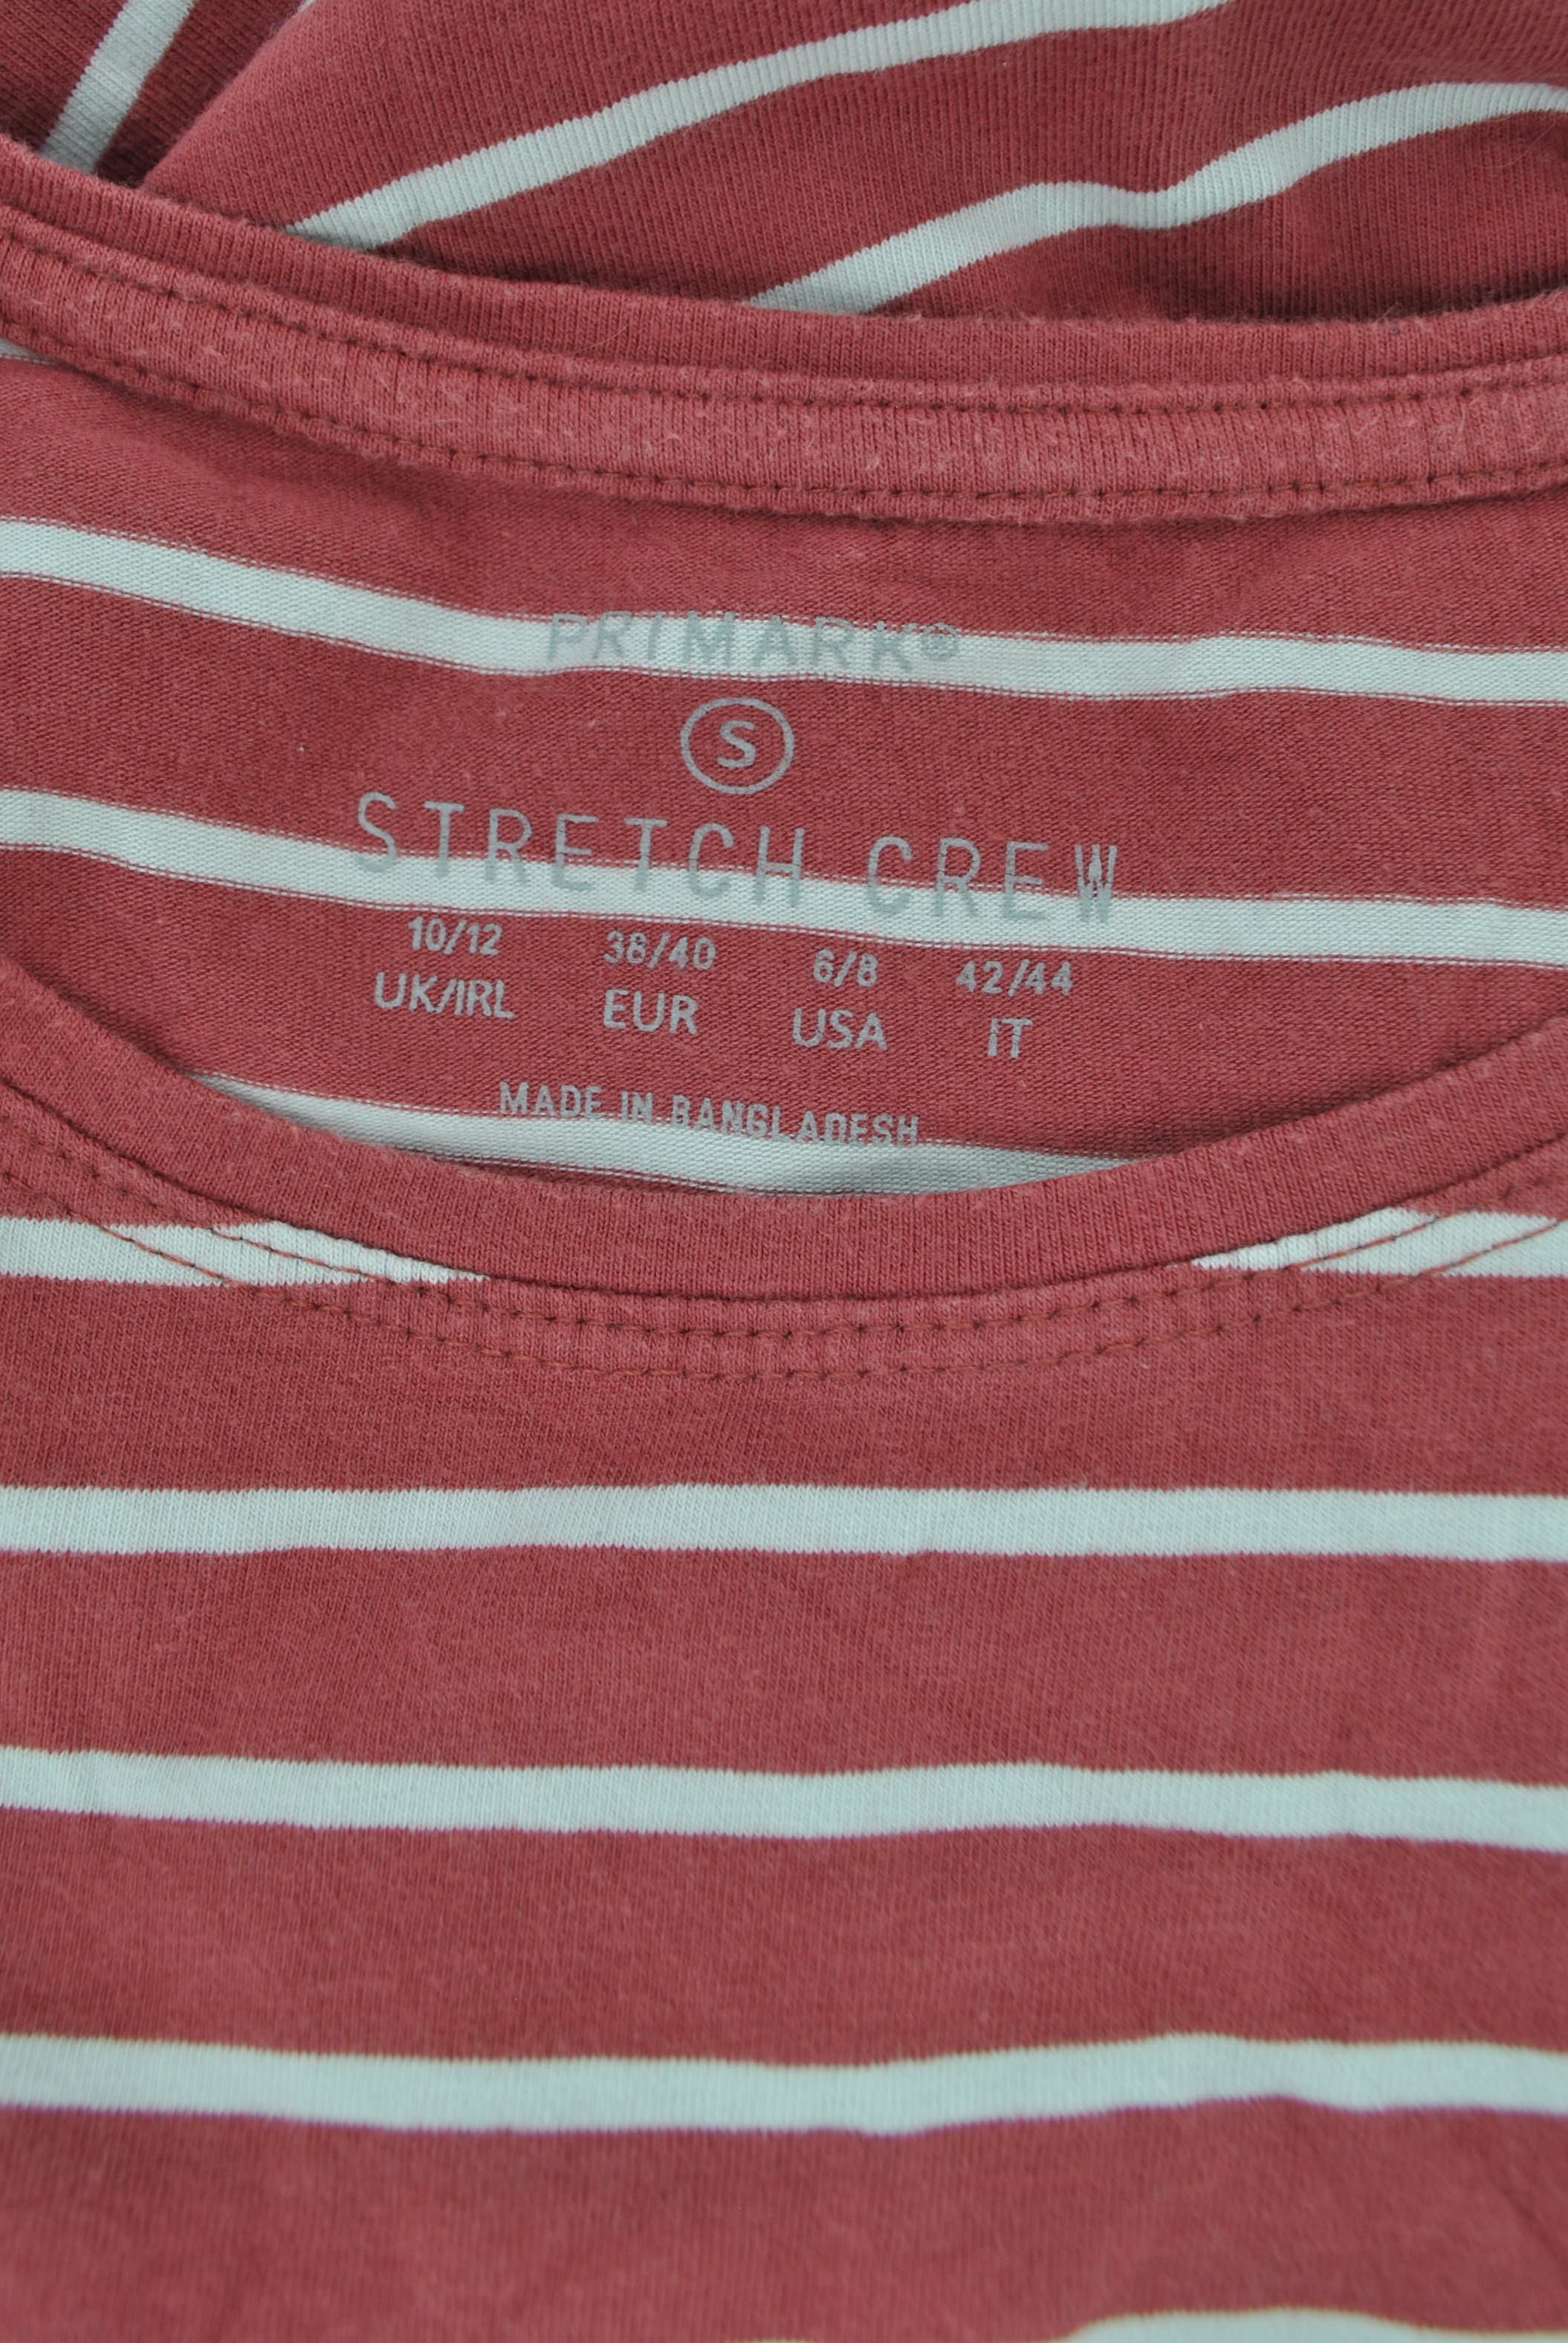 PRIMARK®
S
STRETCH CREW
10/12 38/40 6/8 42/44
UK/IRL EUR USA IT
MADE IN BANGLADESH